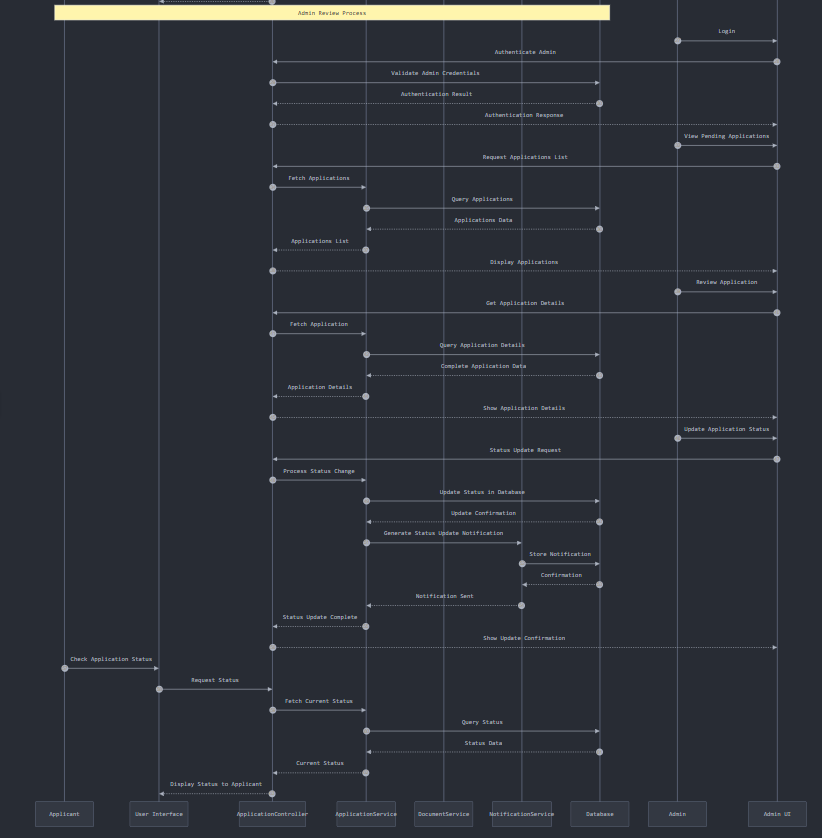 Admin Review Process
Login
Authenticate Admin
Validate Admin Credentials
Authentication Result
Authentication Response
View Pending Applications
Request Applications List
Fetch Applications
Query Applications
Applications Data
Applications List
Display Applications
Review Application
Get Application Details
Fetch Application
Query Application Details
Complete Application Data
Application Details
Show Application Details
Update Application Status
Status Update Request
Process Status Change
Update Status in Database
Update Confirmation
Generate Status Update Notification
Store Notification
Confirmation
Notification Sent
Status Update Complete
Show Update Confirmation
Check Application Status
Request Status
Fetch Current Status
Query Status
Status Data
Current Status
Display Status to Applicant
Applicant
User Interface
ApplicationController
ApplicationService
DocumentService
NotificationService
Database
Admin
Admin UI